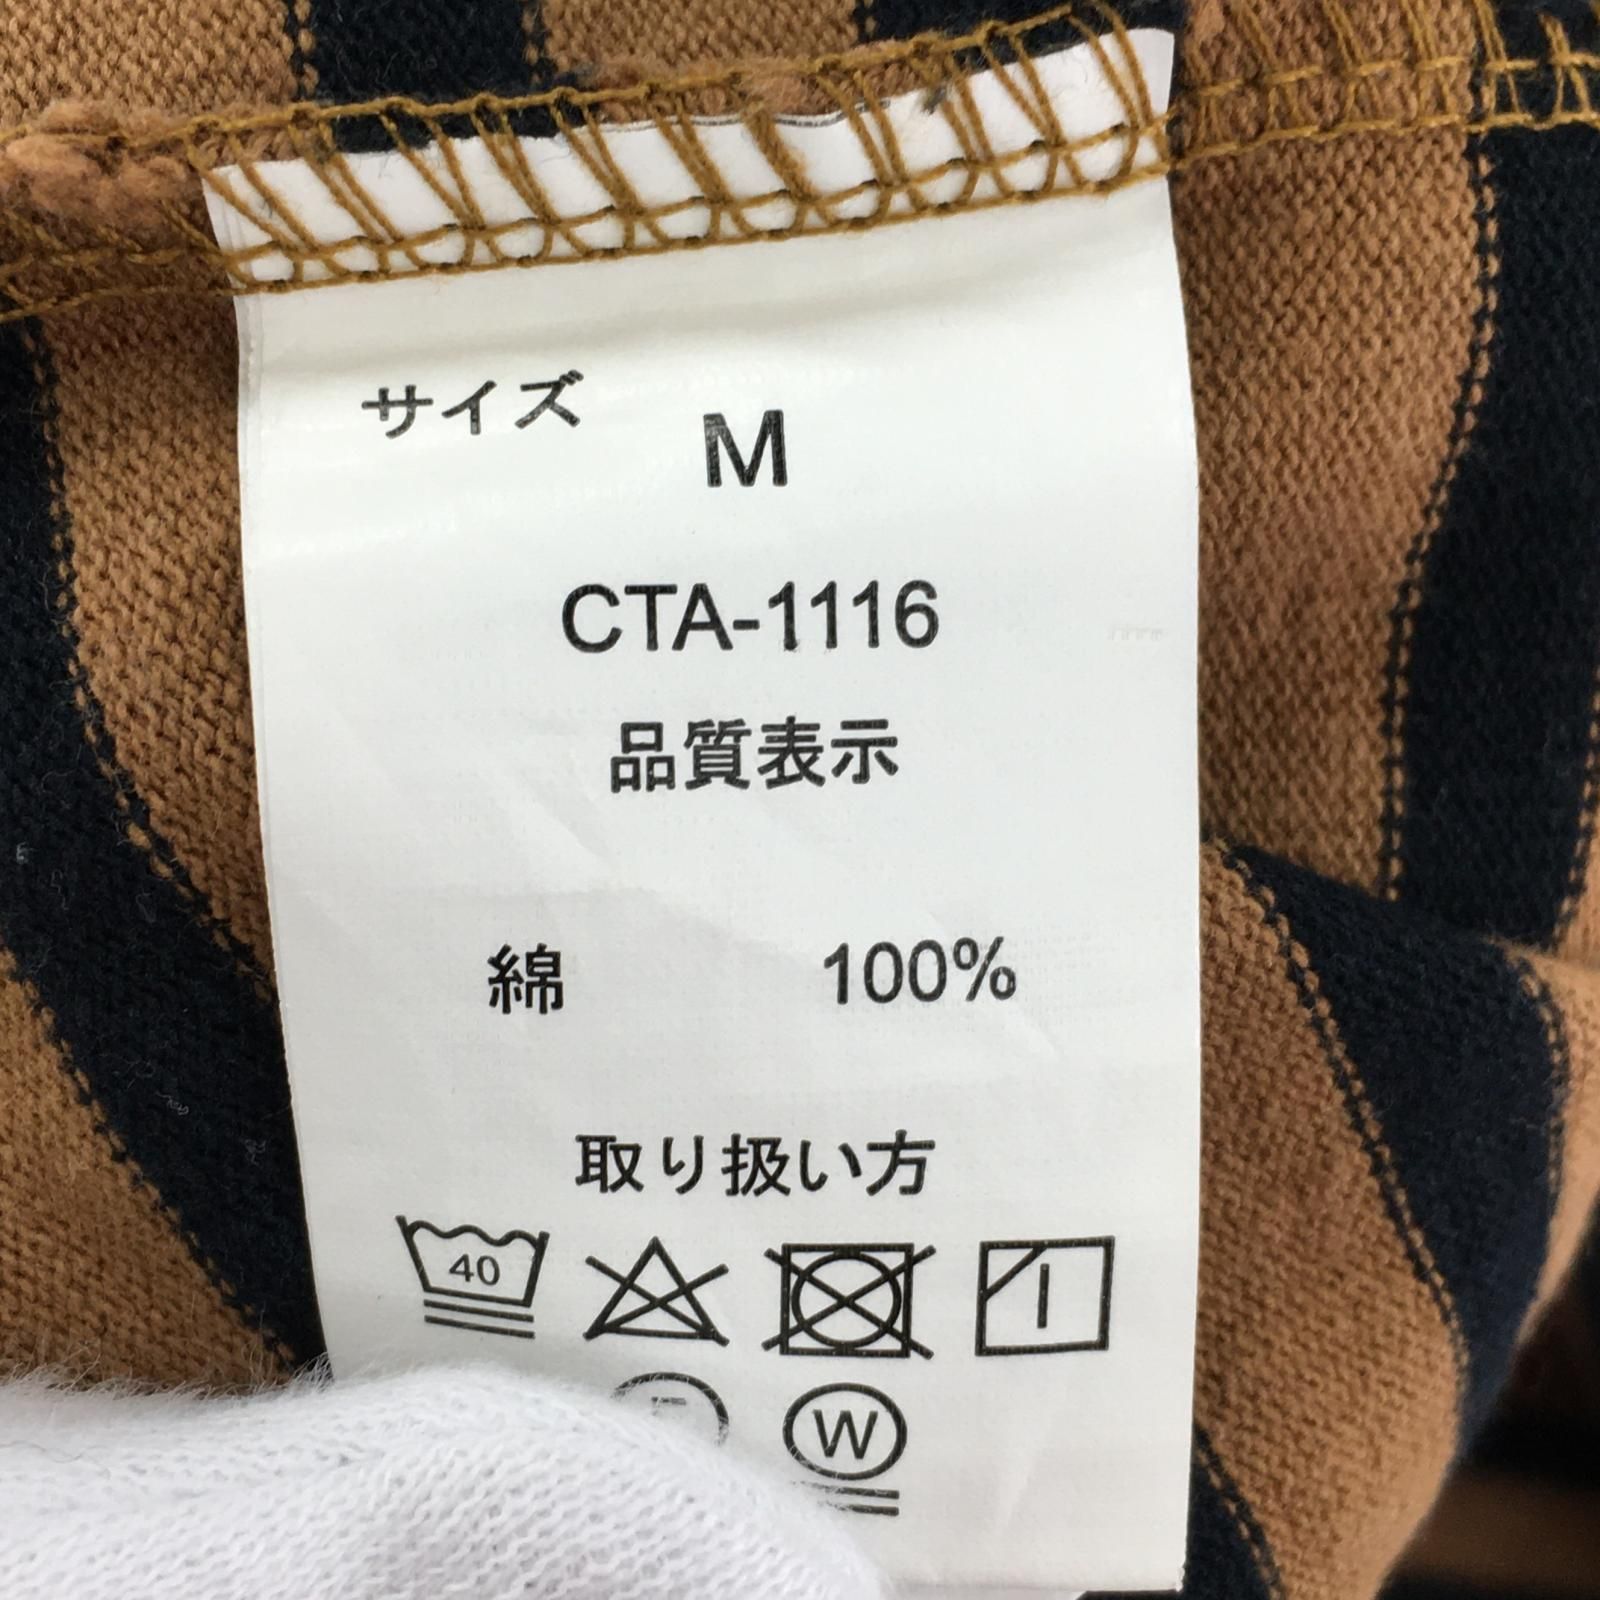 サイズ M
CTA-1116
品質表示
綿 100%
取り扱い方
40
W